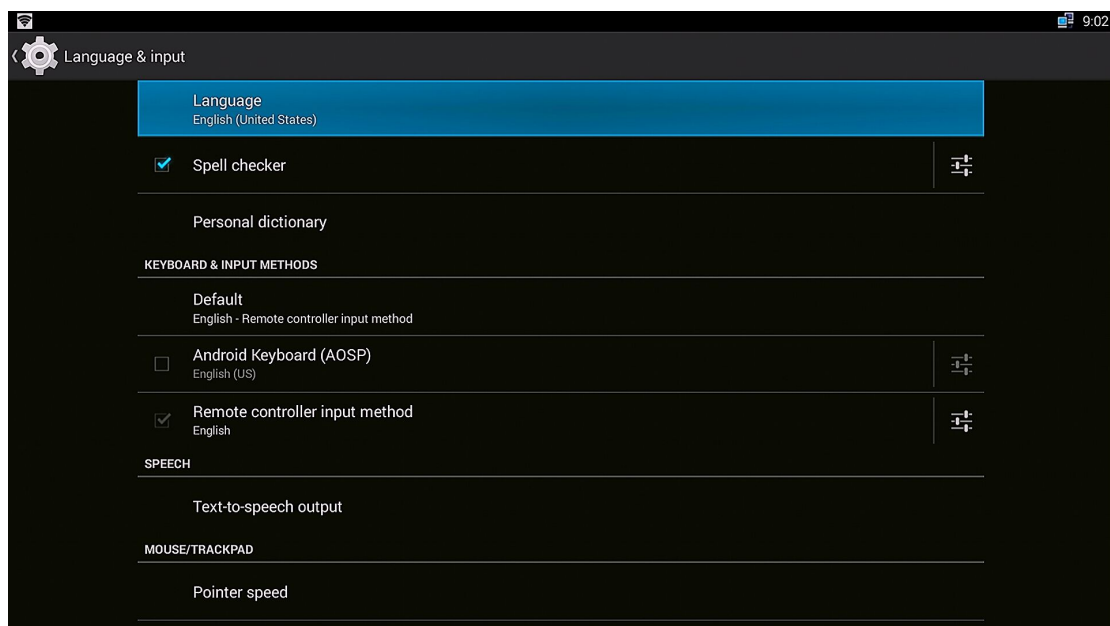 9:02
Language & input
Language
English (United States)
Spell checker
Personal dictionary
KEYBOARD & INPUT METHODS
Default
English - Remote controller input method
Android Keyboard (AOSP)
English (US)
Remote controller input method
English
SPEECH
Text-to-speech output
MOUSE/TRACKPAD
Pointer speed